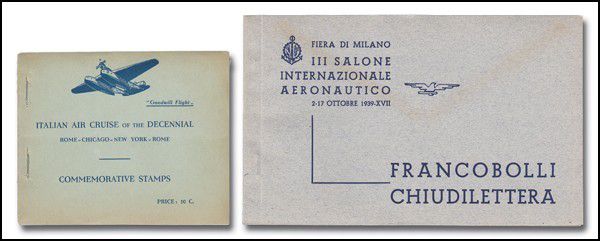 "Goodwill Flight"
ITALIAN AIR CRUISE OF THE DECENNIAL
ROME-CHICAGO-NEW YORK-ROME
COMMEMORATIVE STAMPS
PRICE: 10 C.
FIERA DI MILANO
III SALONE
INTERNAZIONALE
AERONAUTICO
2-17 OTTOBRE 1939-XVII
FRANCOBOLLI
CHIUDILETTERA